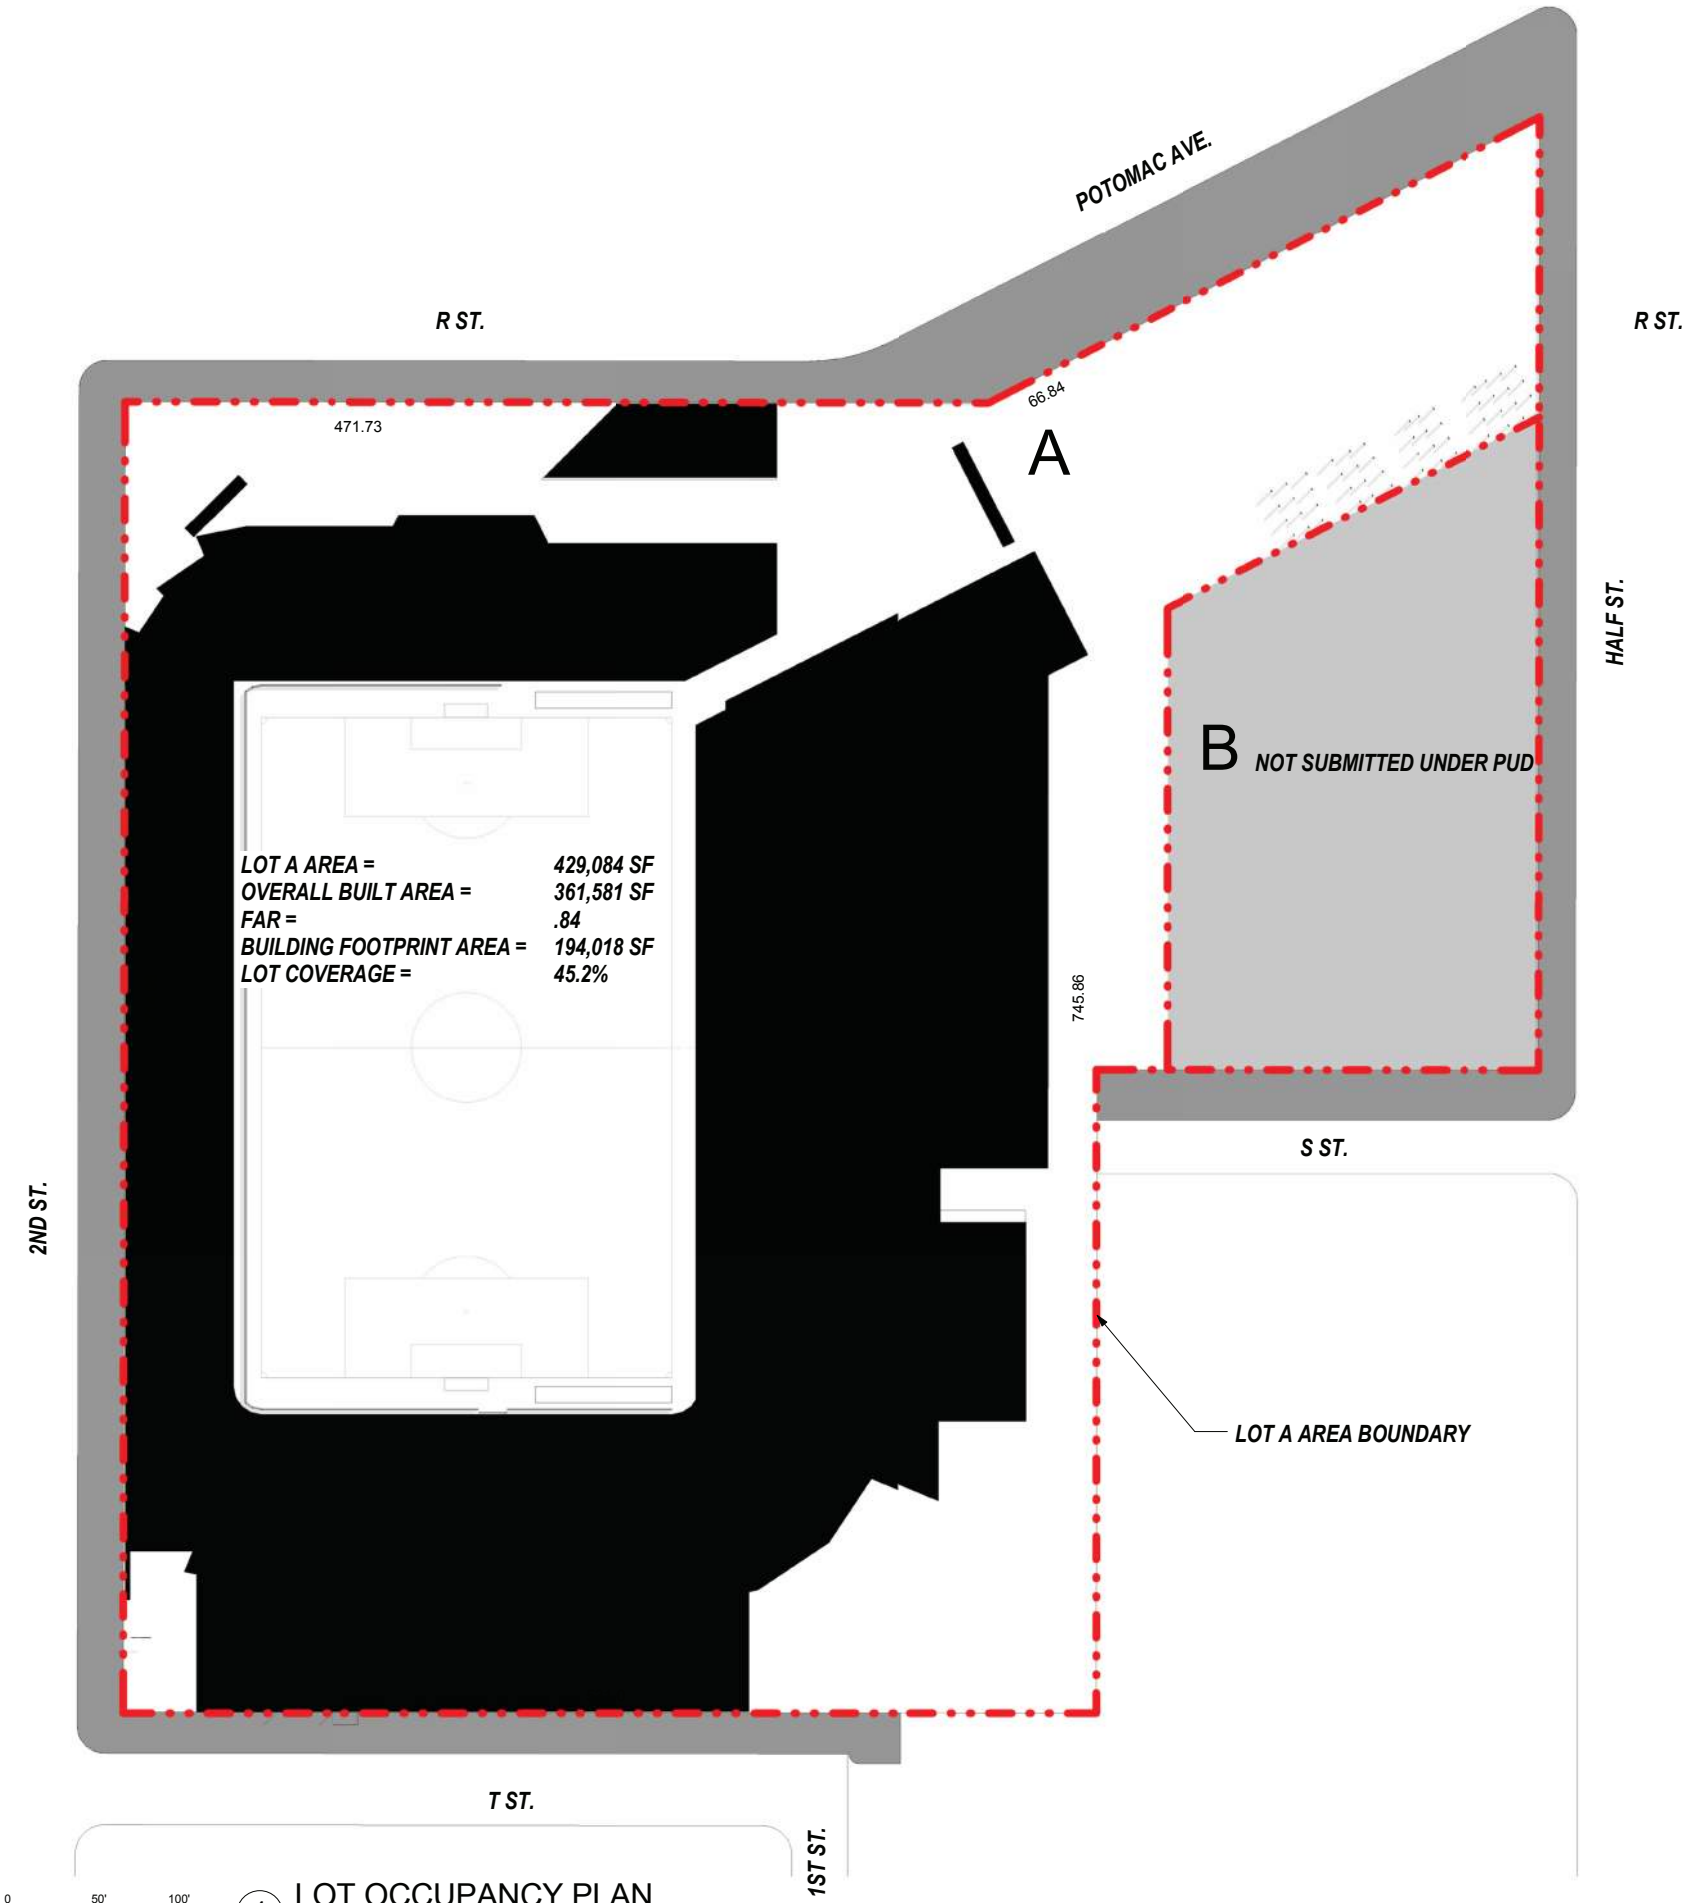 POTOMAC AVE.
R ST.
R ST.
471.73
66.84
A
HALF ST.
B NOT SUBMITTED UNDER PUD
LOT A AREA = 429,084 SF
OVERALL BUILT AREA = 361,581 SF
FAR = .84
BUILDING FOOTPRINT AREA = 194,018 SF
LOT COVERAGE = 45.2%
745.86
S ST.
2ND ST.
LOT A AREA BOUNDARY
T ST.
1ST ST.
0 50' 100'
LOT OCCUPANCY PLAN